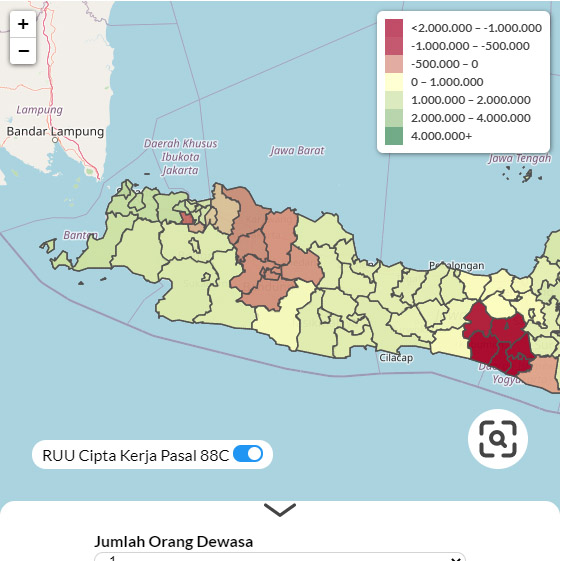 +
−
<2.000.000 – -1.000.000
-1.000.000 – -500.000
-500.000 – 0
0 – 1.000.000
1.000.000 – 2.000.000
2.000.000 – 4.000.000
4.000.000+
Lampung
Bandar Lampung
Daerah Khusus
Ibukota
Jakarta
Jawa Barat
Jawa Tengah
Banten
Cilacap
RUU Cipta Kerja Pasal 88C
Jumlah Orang Dewasa
1